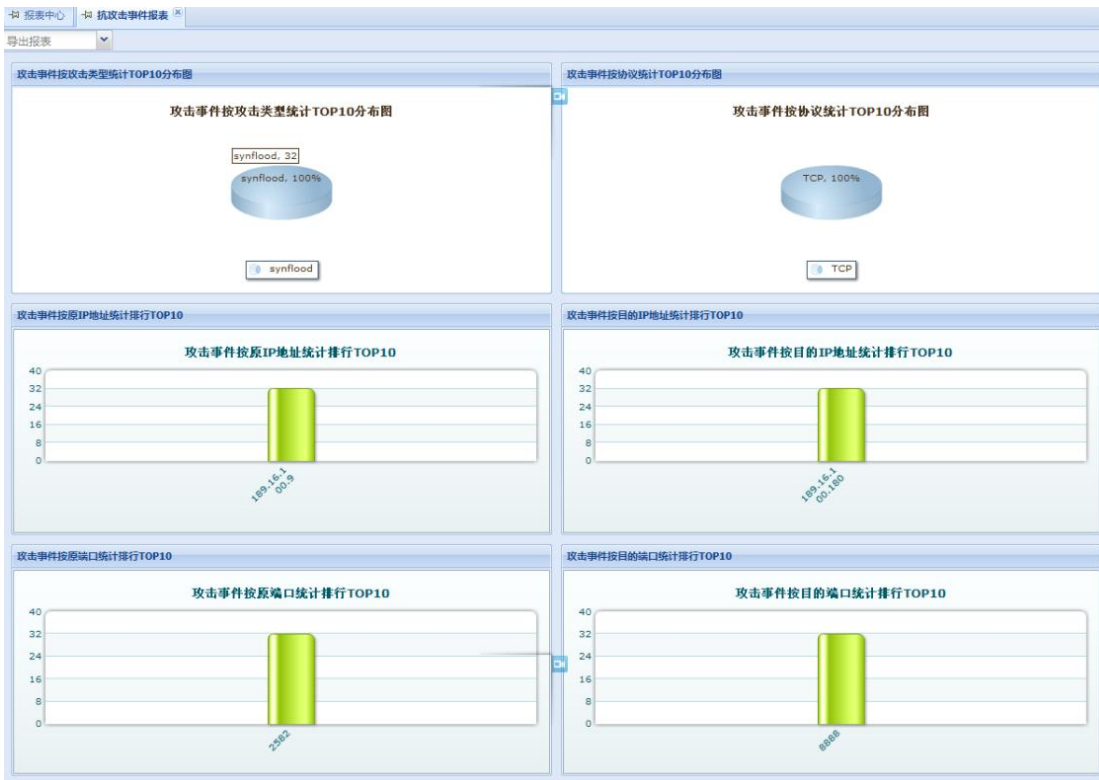 报表中心 抗攻击事件报表
导出报表
攻击事件按攻击类型统计TOP10分布图
攻击事件按攻击类型统计TOP10分布图
synflood, 32
synflood, 100%
synflood
攻击事件按协议统计TOP10分布图
攻击事件按协议统计TOP10分布图
TCP, 100%
TCP
攻击事件按原IP地址统计排行TOP10
攻击事件按原IP地址统计排行TOP10
40
32
24
16
8
0
189.16.1
00.9
攻击事件按目的IP地址统计排行TOP10
攻击事件按目的IP地址统计排行TOP10
40
32
24
16
8
0
189.16.1
00.180
攻击事件按原端口统计排行TOP10
攻击事件按原端口统计排行TOP10
40
32
24
16
8
0
2582
攻击事件按目的端口统计排行TOP10
攻击事件按目的端口统计排行TOP10
40
32
24
16
8
0
8888